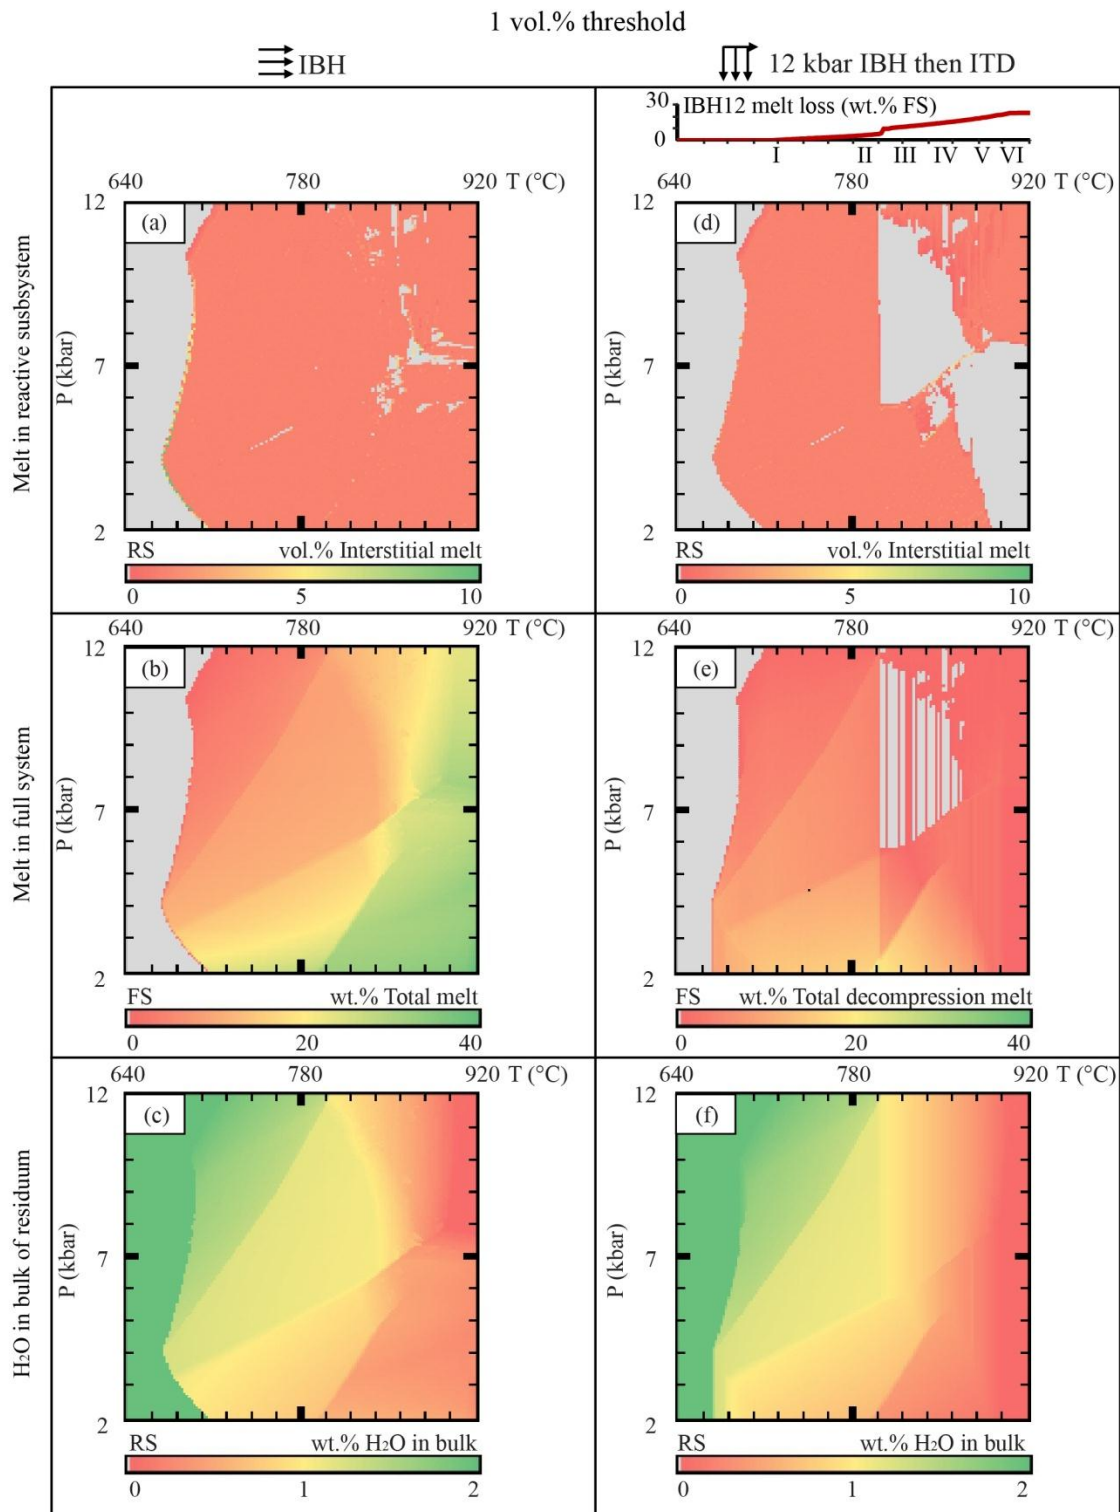 1 vol.% threshold
IBH
12 kbar IBH then ITD
30
IBH12 melt loss (wt.% FS)
0
I II III IV V VI
Melt in reactive susbsystem
640 780 920 T (°C)
12
(a)
P (kbar)
7
2
RS vol.% Interstitial melt
0 5 10
640 780 920 T (°C)
12
(d)
P (kbar)
7
2
RS vol.% Interstitial melt
0 5 10
Melt in full system
640 780 920 T (°C)
12
(b)
P (kbar)
7
2
FS wt.% Total melt
0 20 40
640 780 920 T (°C)
12
(e)
P (kbar)
7
2
FS wt.% Total decompression melt
0 20 40
H₂O in bulk of residuum
640 780 920 T (°C)
12
(c)
P (kbar)
7
2
RS wt.% H₂O in bulk
0 1 2
640 780 920 T (°C)
12
(f)
P (kbar)
7
2
RS wt.% H₂O in bulk
0 1 2